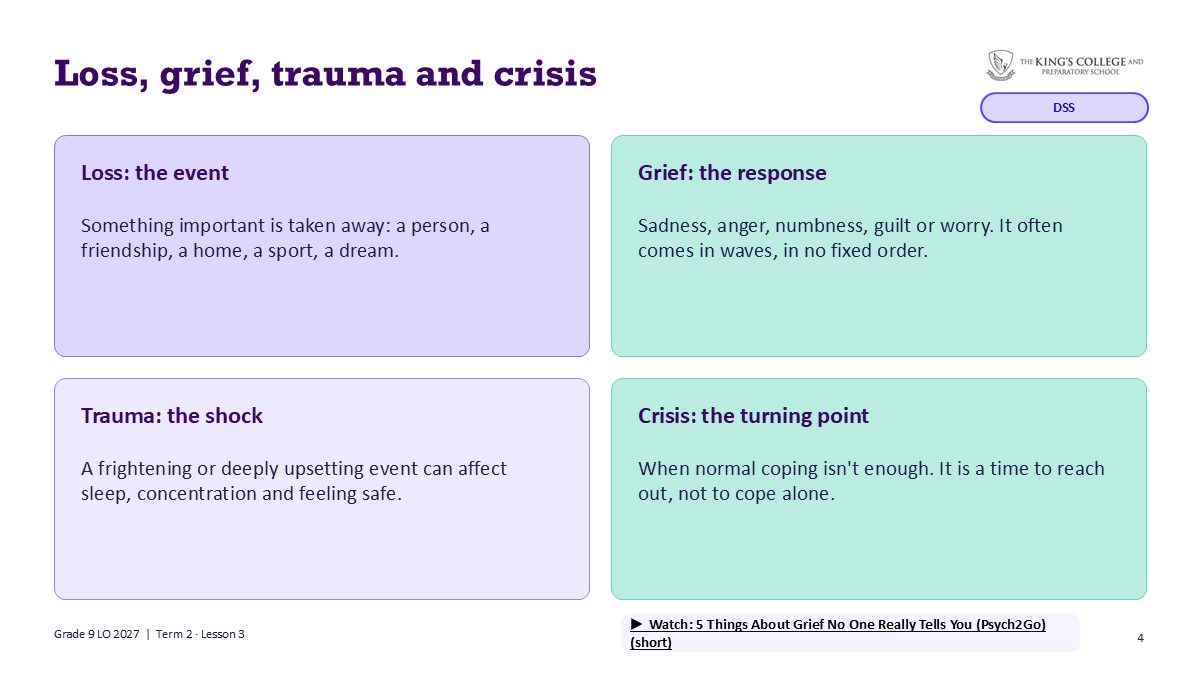 Loss, grief, trauma and crisis
THE KING'S COLLEGE AND
PREPARATORY SCHOOL
DSS
Loss: the event
Something important is taken away: a person, a
friendship, a home, a sport, a dream.
Grief: the response
Sadness, anger, numbness, guilt or worry. It often
comes in waves, in no fixed order.
Trauma: the shock
A frightening or deeply upsetting event can affect
sleep, concentration and feeling safe.
Crisis: the turning point
When normal coping isn't enough. It is a time to reach
out, not to cope alone.
Grade 9 LO 2027 | Term 2 · Lesson 3
▶ Watch: 5 Things About Grief No One Really Tells You (Psych2Go)
(short)
4